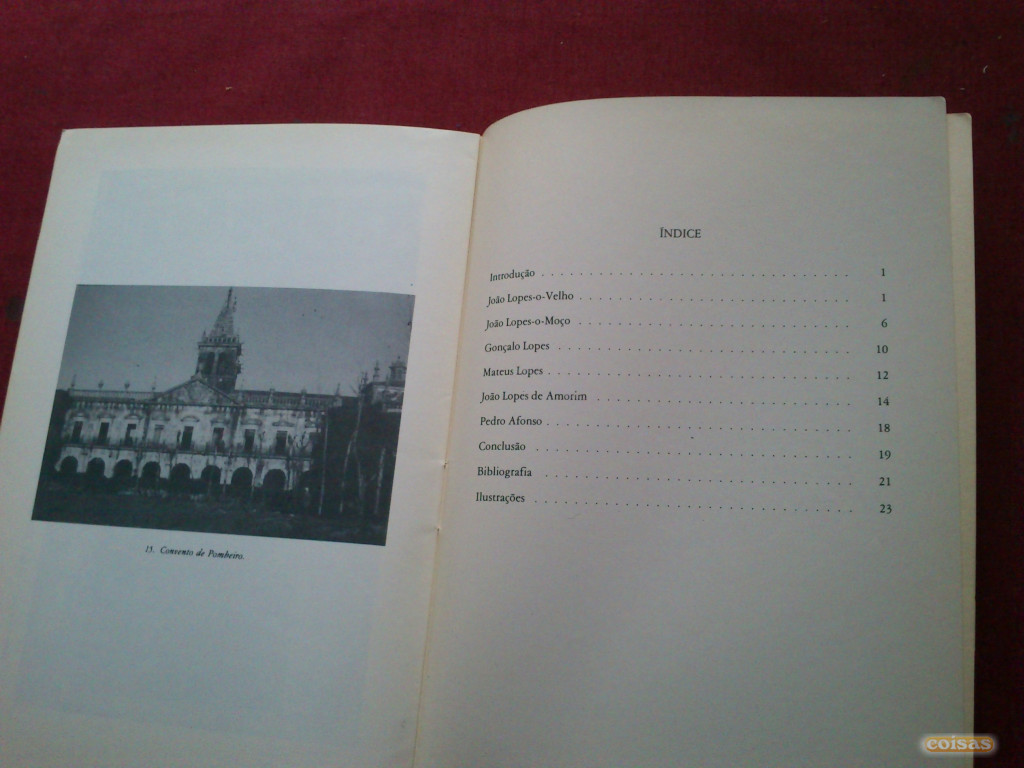 15. Convento de Pombeiro.
ÍNDICE
Introdução . . . . . . . . . . . . . . . . . . . . . . . . . . . . 1
João Lopes-o-Velho . . . . . . . . . . . . . . . . . . . . . . . . 1
João Lopes-o-Moço . . . . . . . . . . . . . . . . . . . . . . . . 6
Gonçalo Lopes . . . . . . . . . . . . . . . . . . . . . . . . . . 10
Mateus Lopes . . . . . . . . . . . . . . . . . . . . . . . . . . . 12
João Lopes de Amorim . . . . . . . . . . . . . . . . . . . . . . . 14
Pedro Afonso . . . . . . . . . . . . . . . . . . . . . . . . . . . 18
Conclusão . . . . . . . . . . . . . . . . . . . . . . . . . . . . 19
Bibliografia . . . . . . . . . . . . . . . . . . . . . . . . . . . 21
Ilustrações . . . . . . . . . . . . . . . . . . . . . . . . . . . 23
coisas